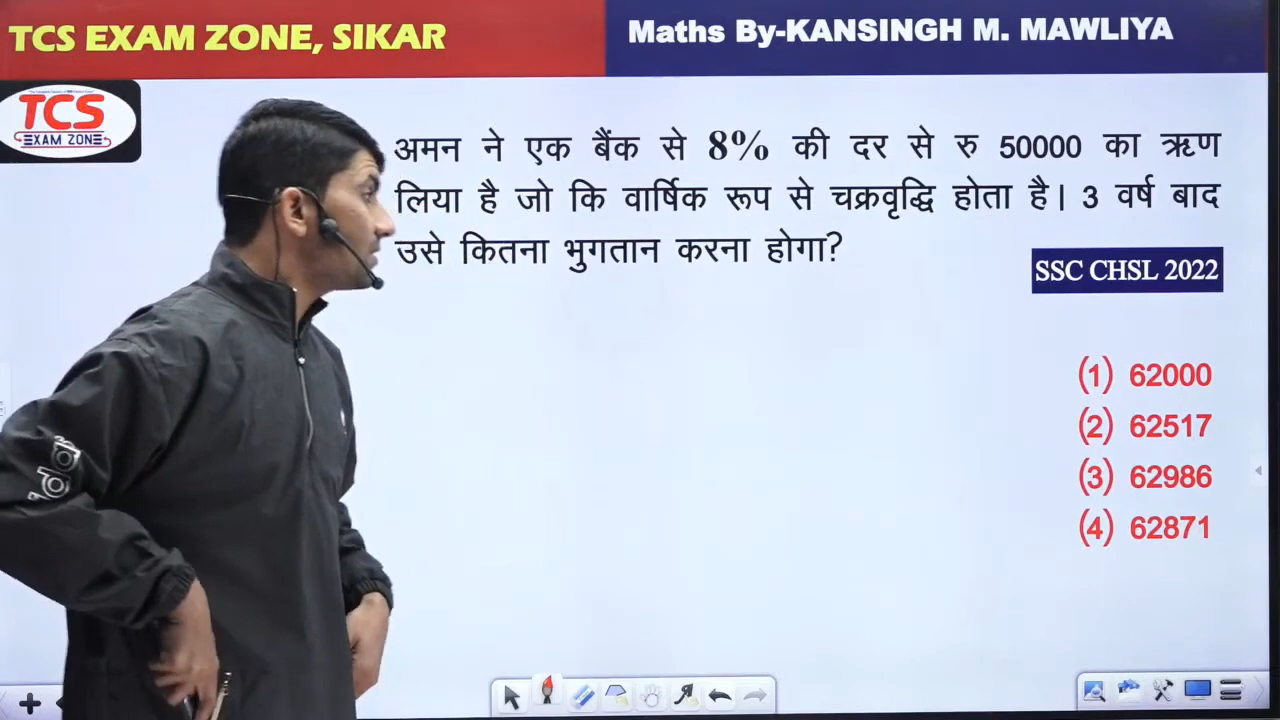 TCS EXAM ZONE, SIKAR
Maths By-KANSINGH M. MAWLIYA
TCS
EXAM ZONE
अमन ने एक बैंक से 8% की दर से रु 50000 का ऋण
लिया है जो कि वार्षिक रूप से चक्रवृद्धि होता है। 3 वर्ष बाद
उसे कितना भुगतान करना होगा?
SSC CHSL 2022
(1) 62000
(2) 62517
(3) 62986
(4) 62871